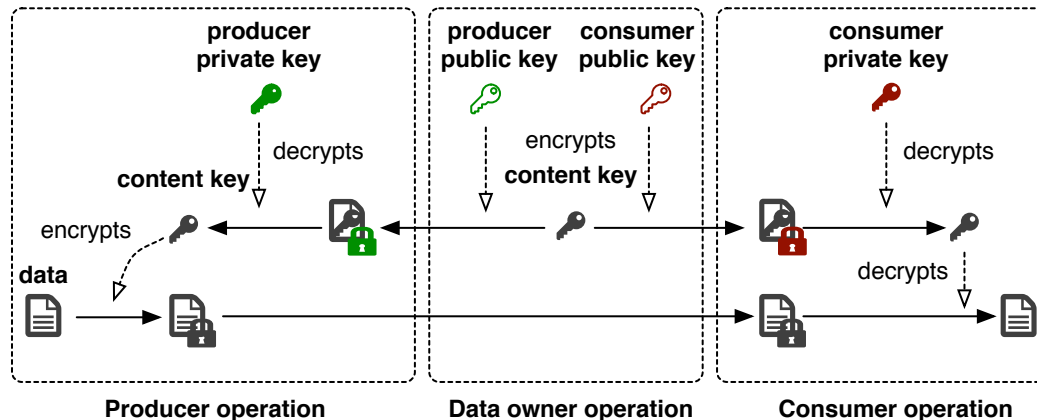 producer
private key
decrypts
content key
encrypts
data
Producer operation
producer
public key
consumer
public key
encrypts
content key
Data owner operation
consumer
private key
decrypts
decrypts
Consumer operation